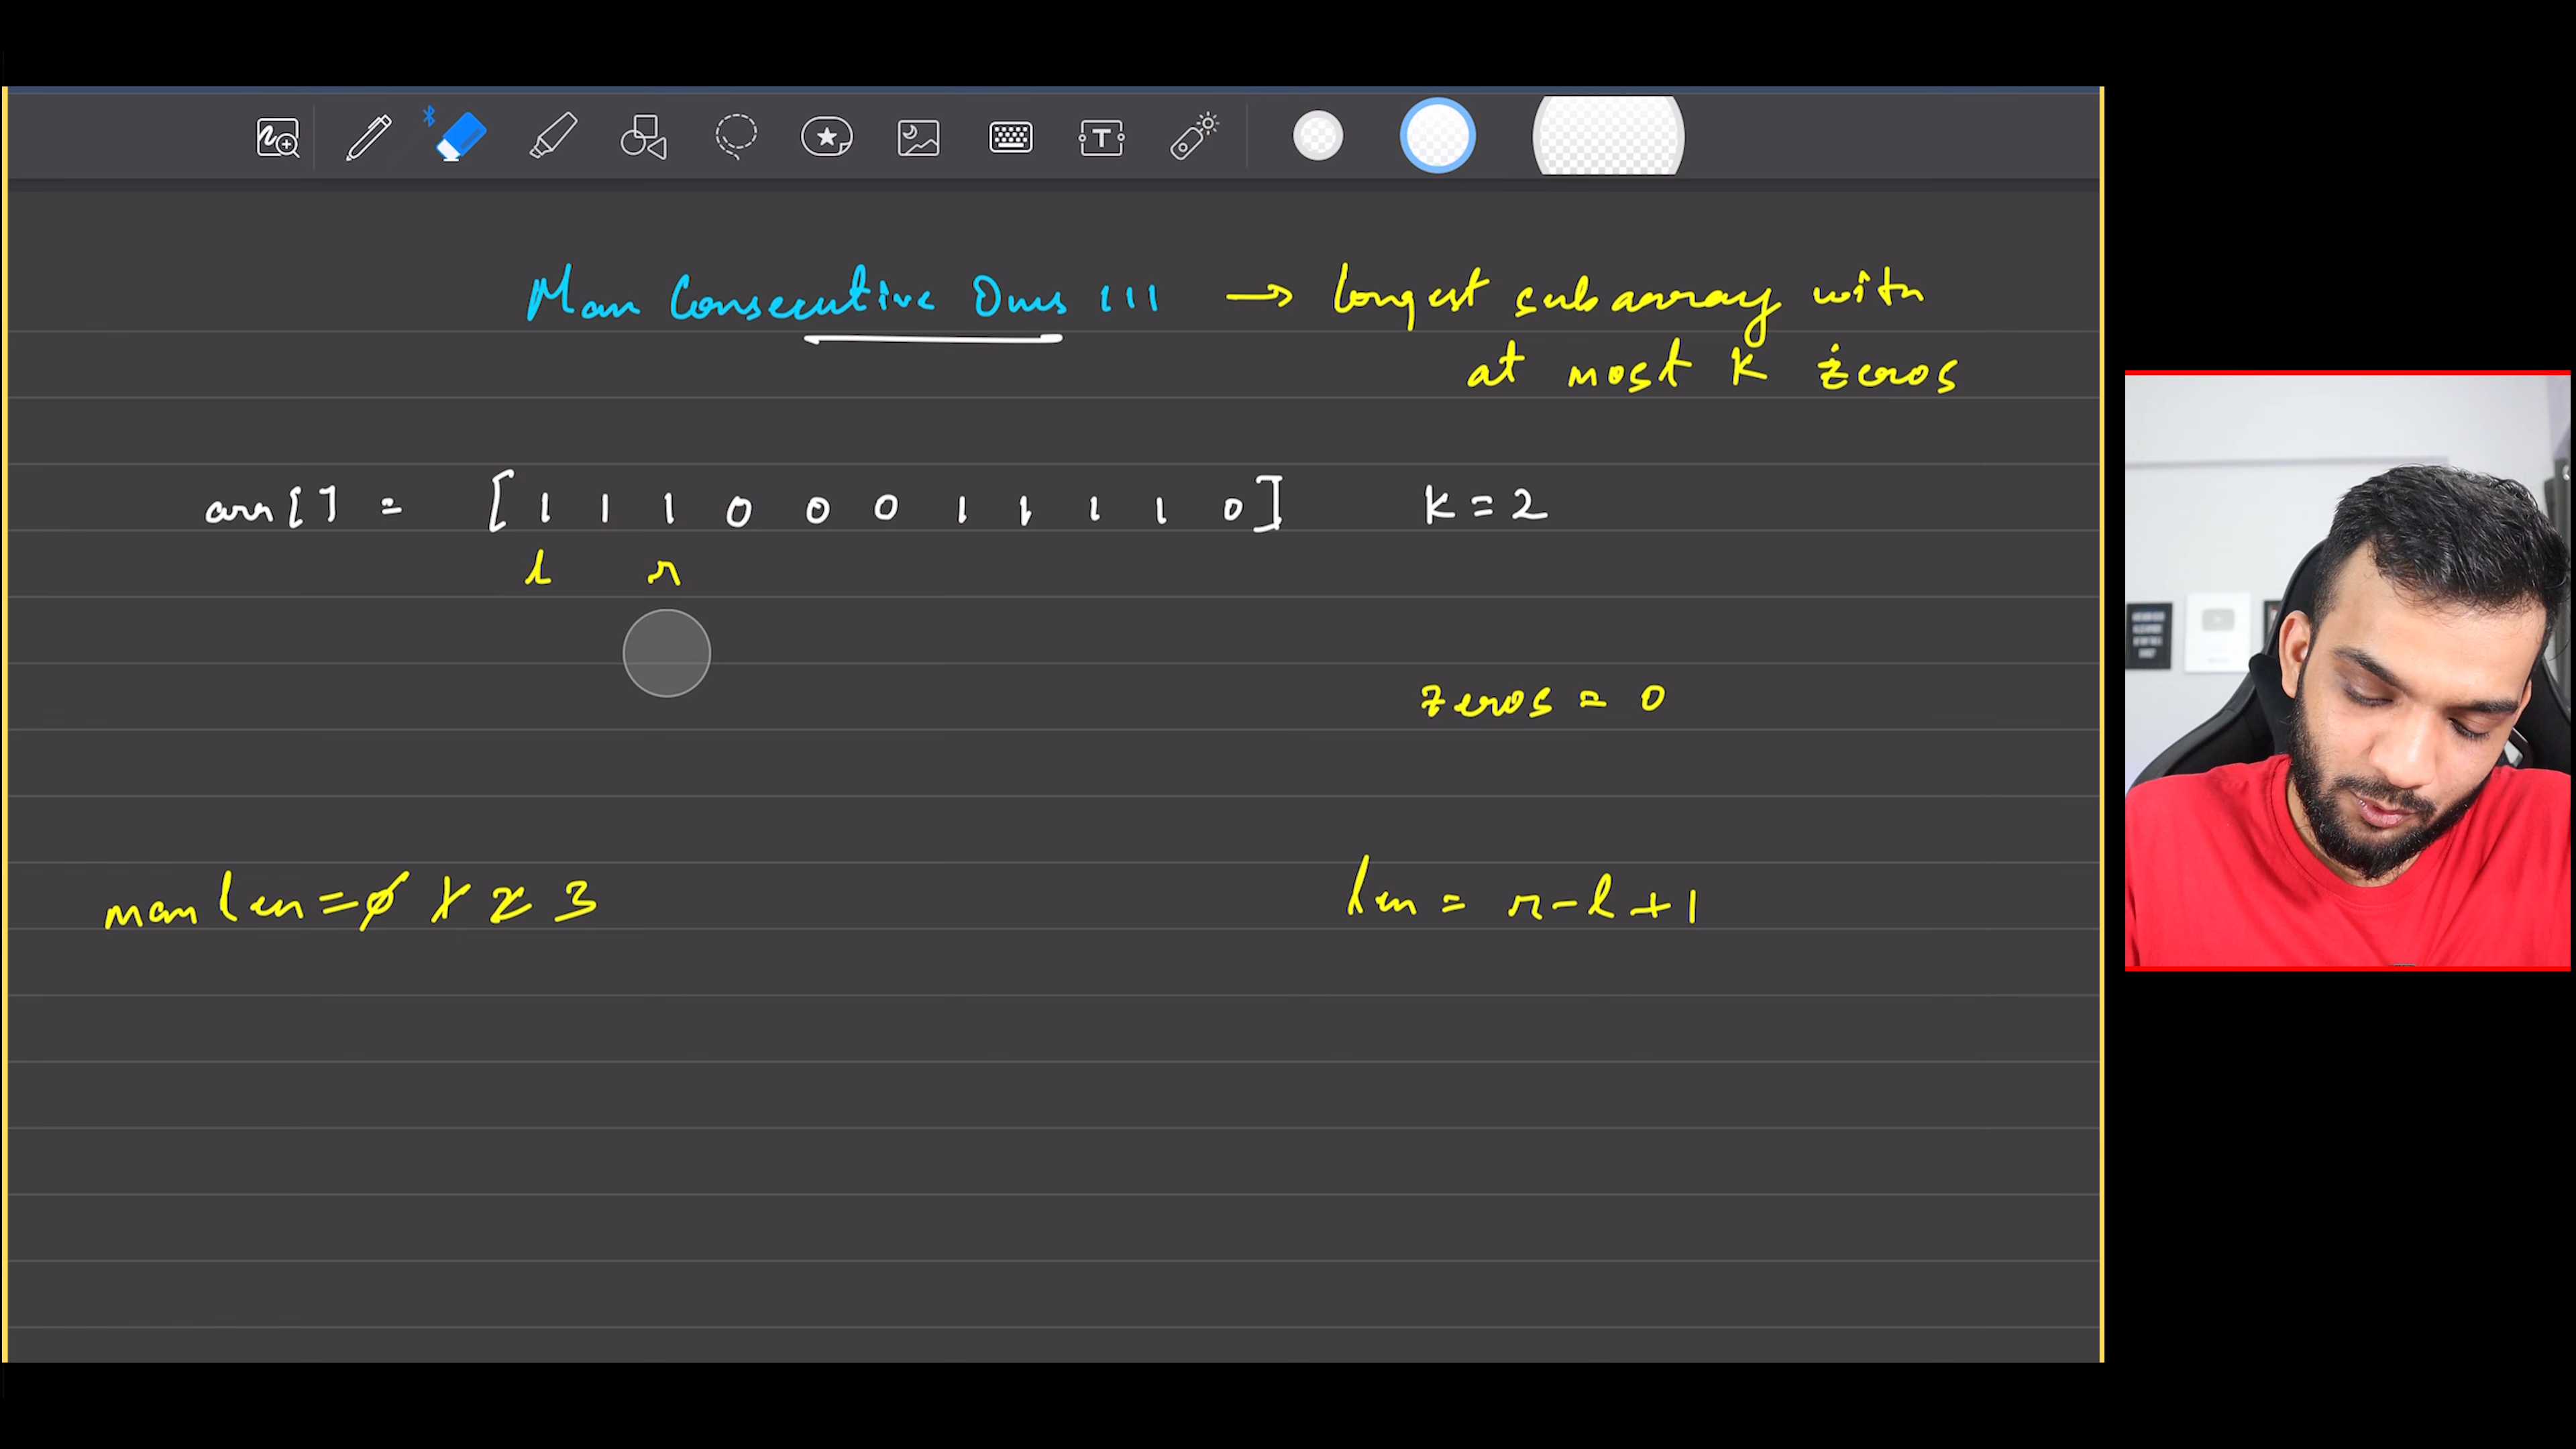 Max Consecutive Ones III → longest subarray with
at most K zeros
arr[] = [1 1 1 0 0 0 1 1 1 1 0] K = 2
l r
zeros = 0
maxlen = 0 1 2 3
len = r-l+1